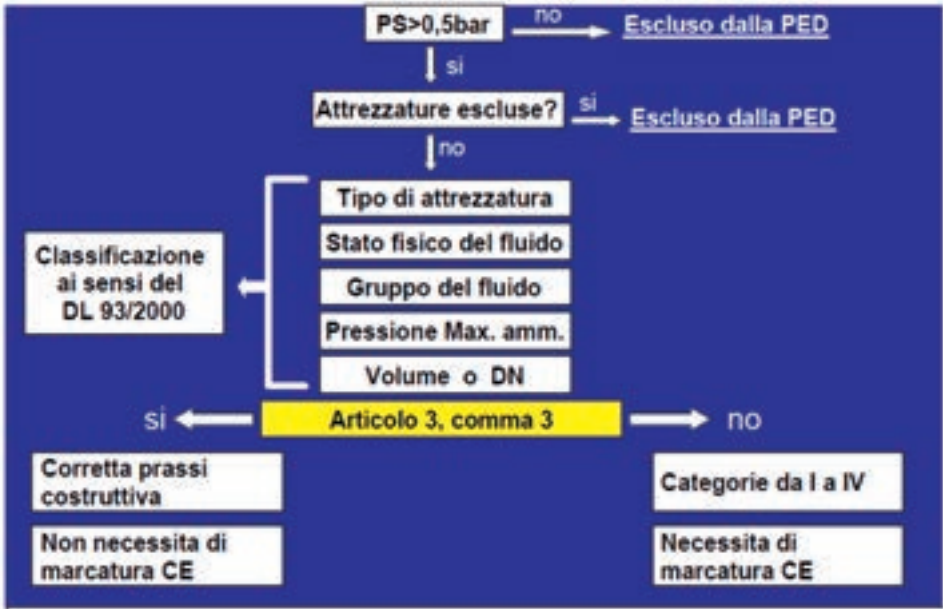 PS>0,5bar
no
Escluso dalla PED
si
Attrezzature escluse?
si
Escluso dalla PED
no
Tipo di attrezzatura
Stato fisico del fluido
Gruppo del fluido
Pressione Max. amm.
Volume o DN
Classificazione
ai sensi del
DL 93/2000
si
Articolo 3, comma 3
no
Corretta prassi
costruttiva
Non necessita di
marcatura CE
Categorie da I a IV
Necessita di
marcatura CE